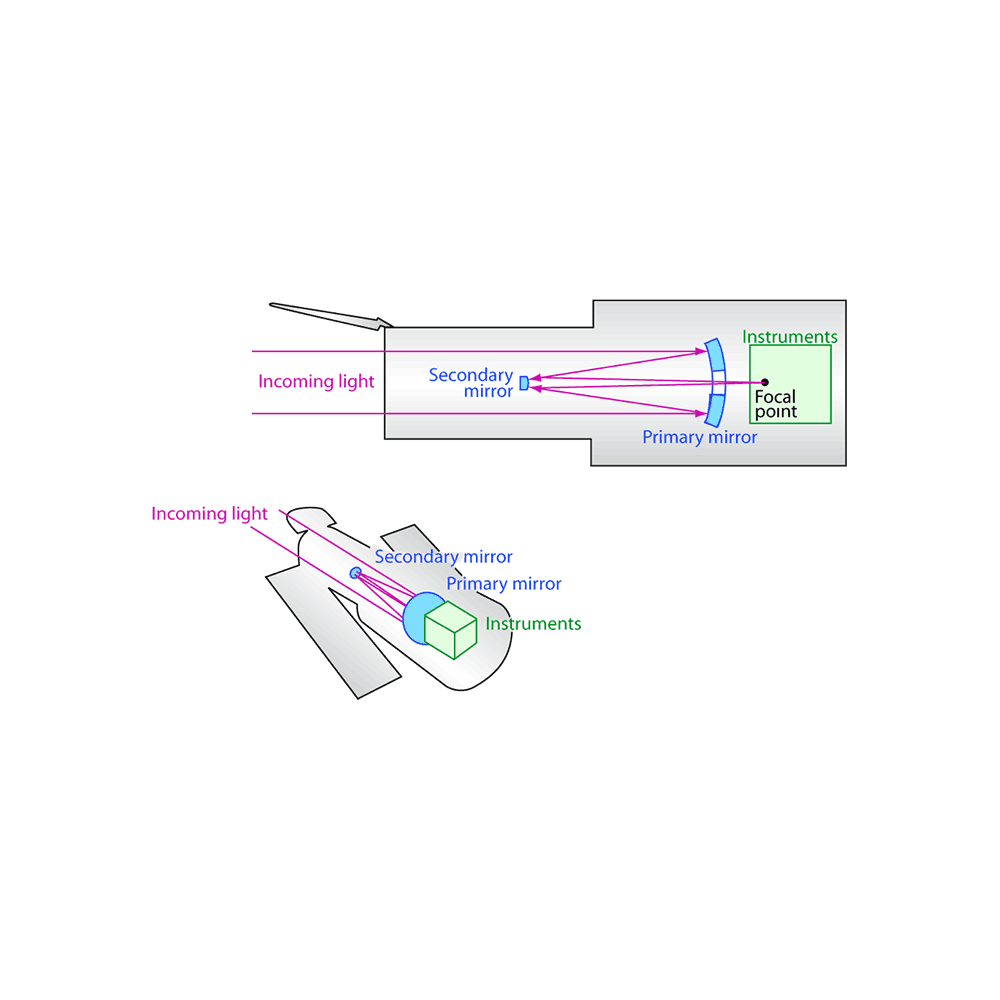 Instruments
Secondary
mirror
Incoming light
Focal
point
Primary mirror
Incoming light
Secondary mirror
Primary mirror
Instruments